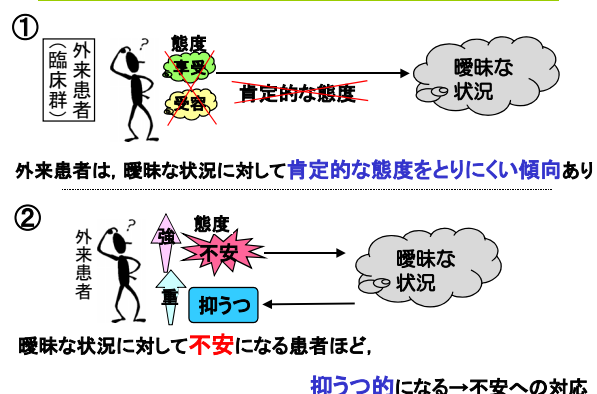 ①
外来患者
（臨床群）
?
態度
享受
受容
肯定的な態度
曖昧な
状況
外来患者は，曖昧な状況に対して肯定的な態度をとりにくい傾向あり
②
外来患者
?
強
態度
不安
重
抑うつ
曖昧な
状況
曖昧な状況に対して不安になる患者ほど，
抑うつ的になる→不安への対応